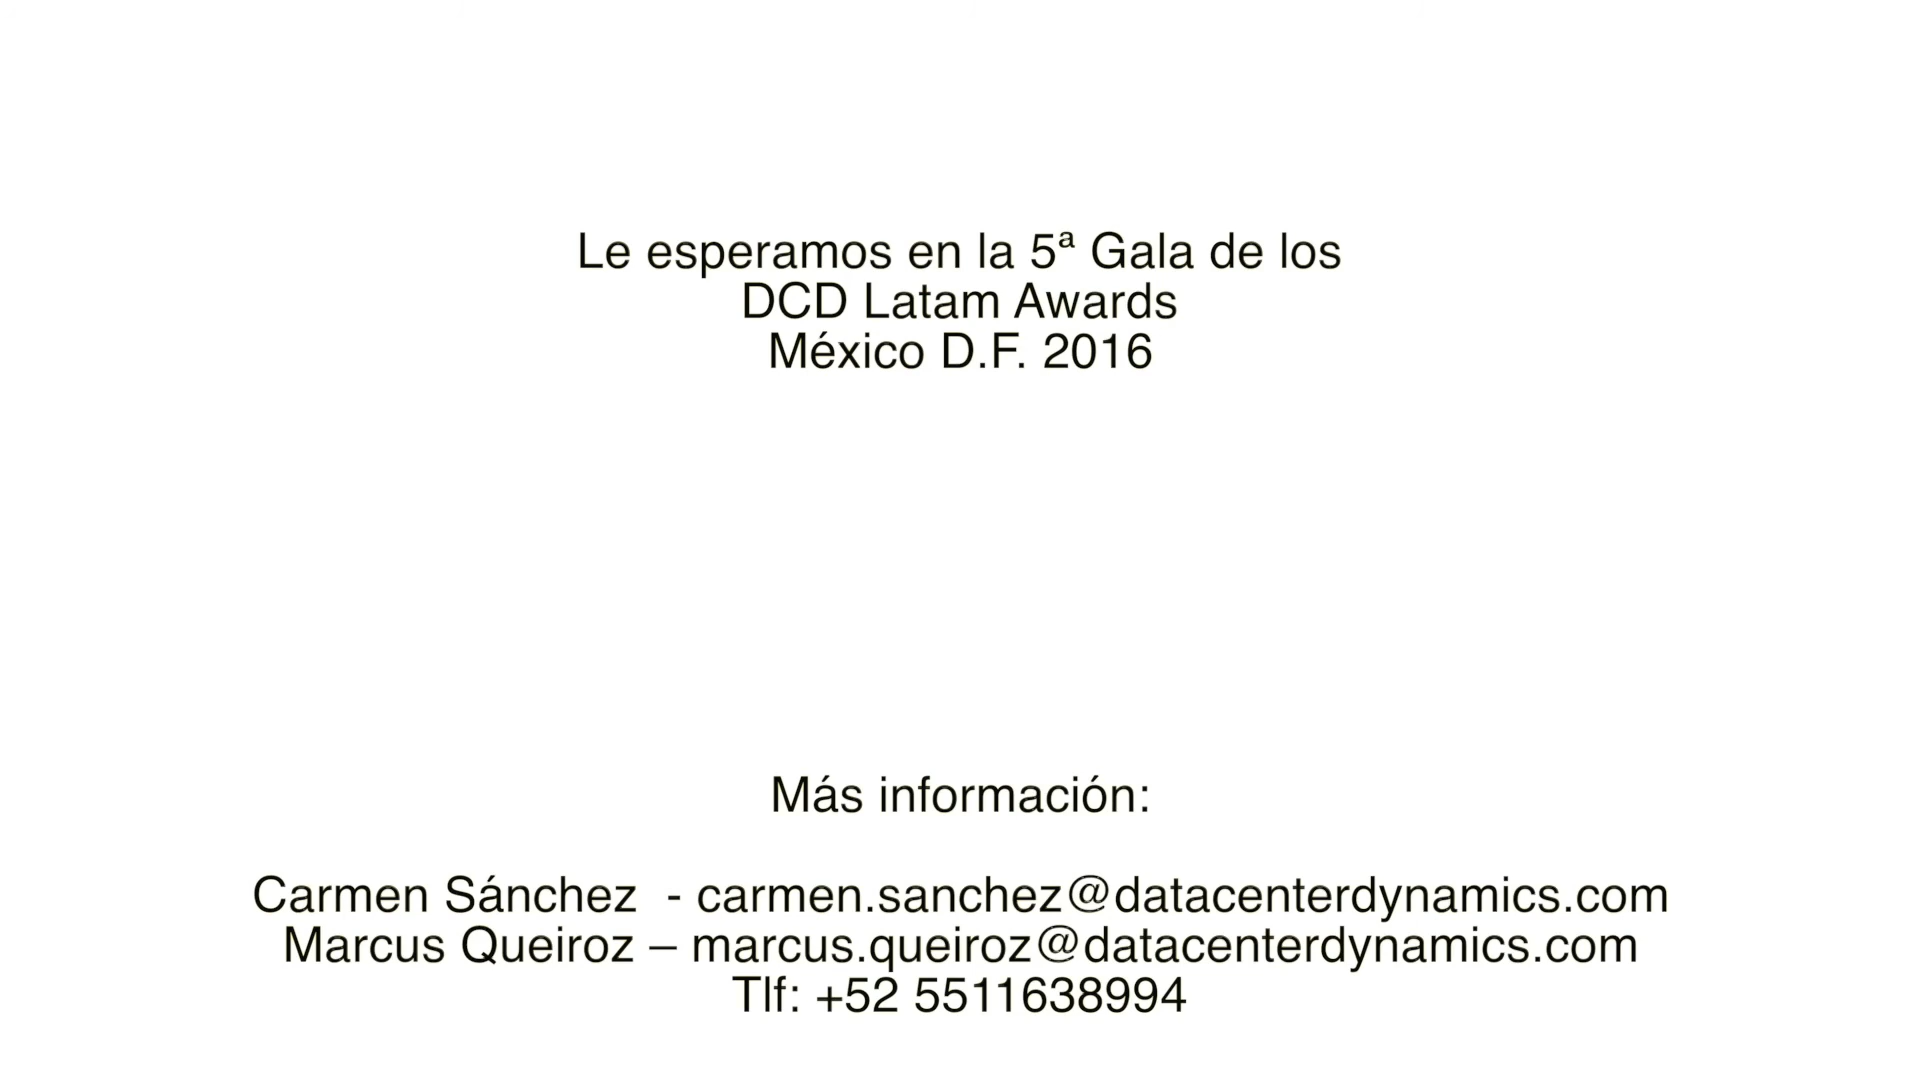 Le esperamos en la 5ª Gala de los
DCD Latam Awards
México D.F. 2016
Más información:
Carmen Sánchez  - carmen.sanchez@datacenterdynamics.com
Marcus Queiroz – marcus.queiroz@datacenterdynamics.com
Tlf: +52 5511638994